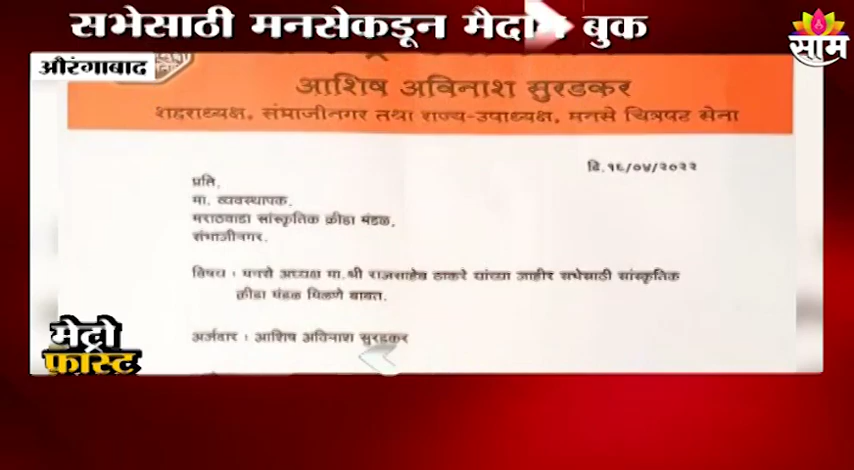 सभेसाठी मनसेकडून मैदान बुक
साम
औरंगाबाद
आशिष अविनाश सुरडकर
शहराध्यक्ष, संभाजीनगर तथा राज्य-उपाध्यक्ष, मनसे चित्रपट सेना
दि.१६/०४/२०२२
प्रति,
मा. व्यवस्थापक,
मराठवाडा सांस्कृतिक क्रीडा मंडळ,
संभाजीनगर.
विषय : मनसे अध्यक्ष मा.श्री राजसाहेब ठाकरे यांच्या जाहीर सभेसाठी सांस्कृतिक
क्रीडा मंडळ मिळणे बाबत.
अर्जदार : आशिष अविनाश सुरडकर
मेट्रो
फास्ट